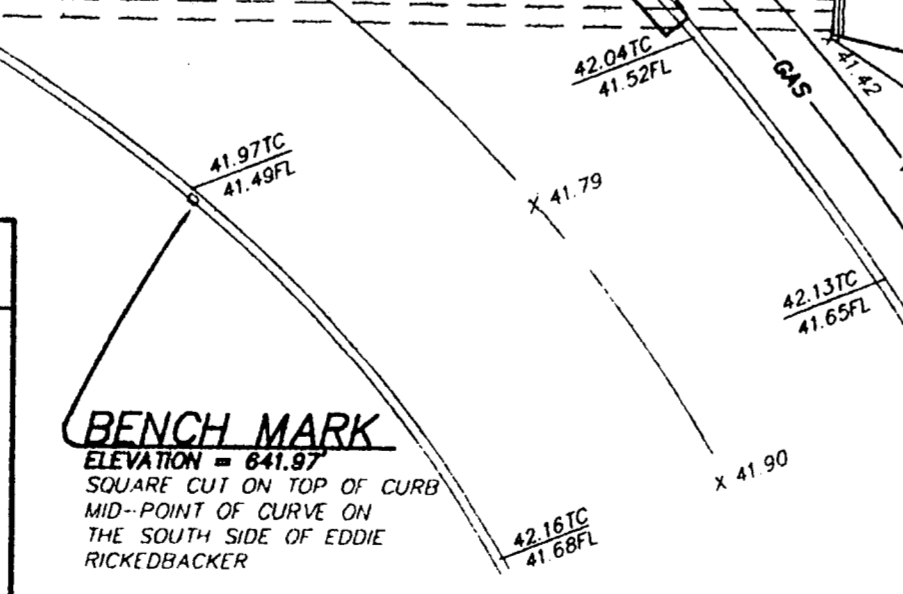 42.04TC
41.52FL
GAS
41.42
41.97TC
41.49FL
X 41.79
42.13TC
41.65FL
BENCH MARK
ELEVATION = 641.97'
SQUARE CUT ON TOP OF CURB
MID-POINT OF CURVE ON
THE SOUTH SIDE OF EDDIE
RICKEDBACKER
X 41.90
42.16TC
41.68FL